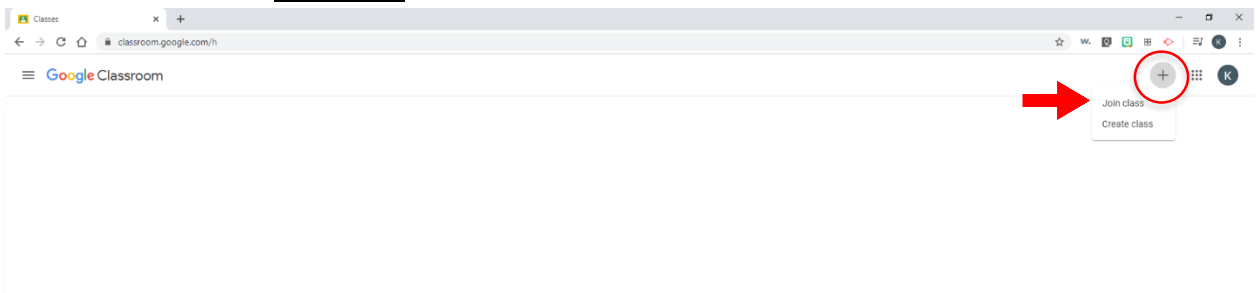 Classes
classroom.google.com/h
W.
K
Google Classroom
K
Join class
Create class